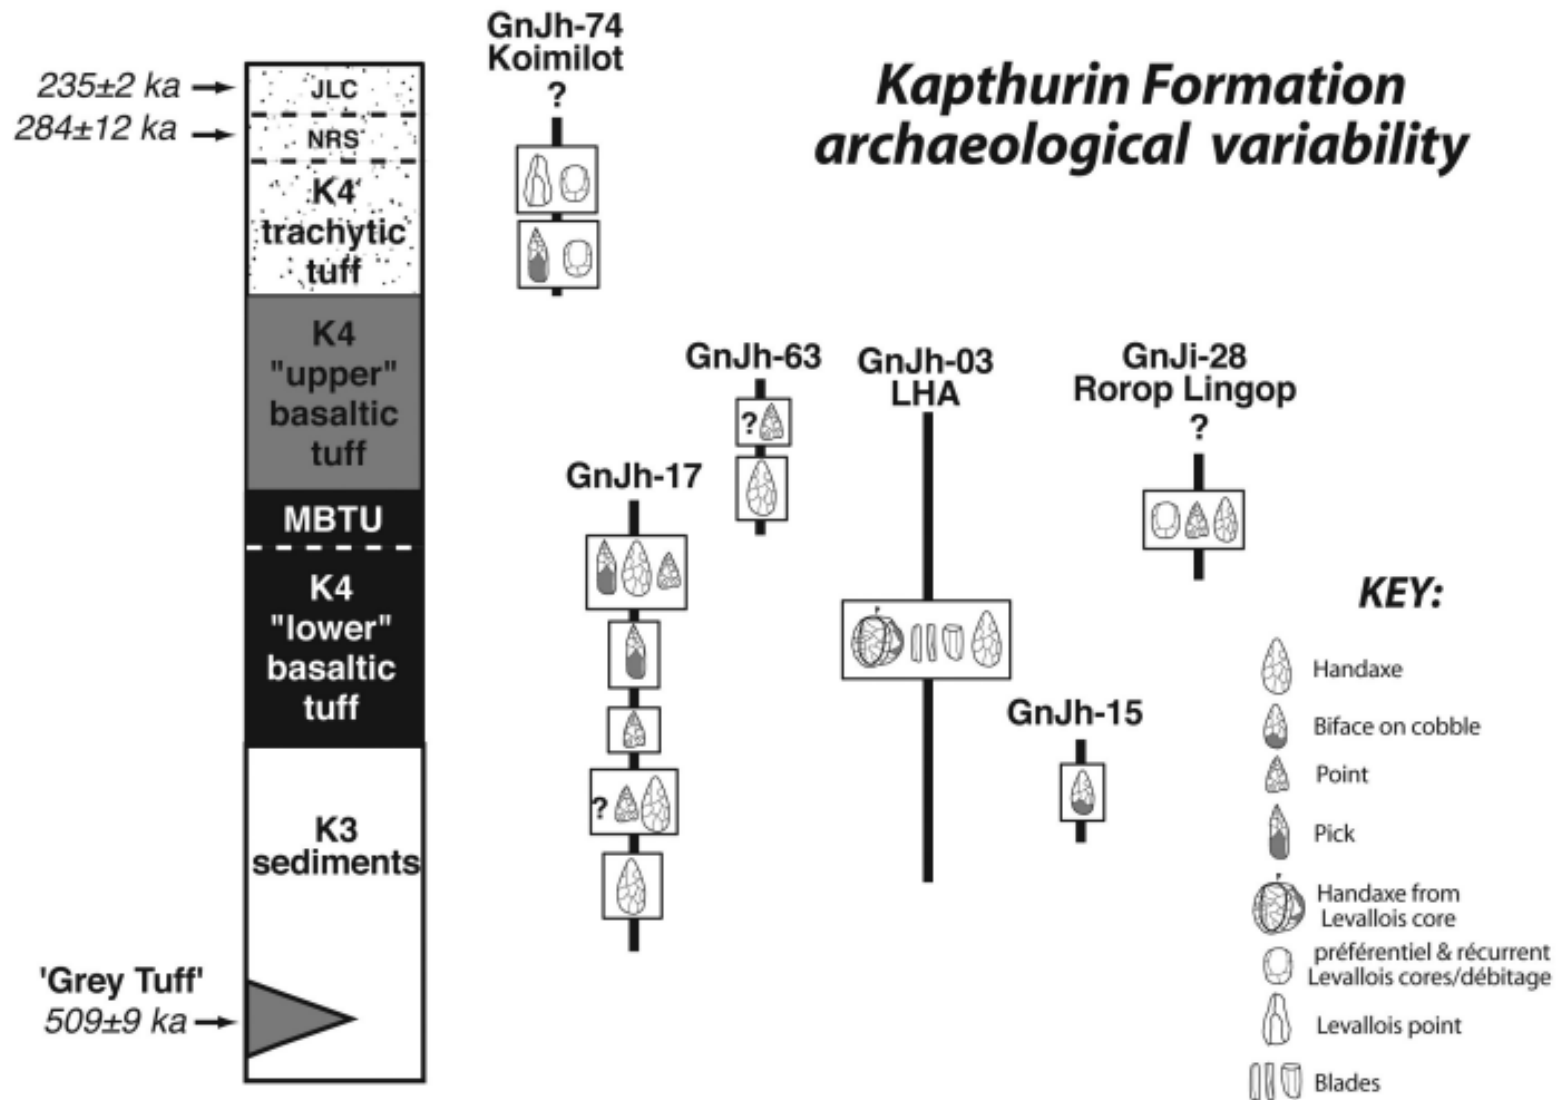 Kapthurin Formation
archaeological variability
235±2 ka
284±12 ka
JLC
NRS
K4
trachytic
tuff
K4
"upper"
basaltic
tuff
MBTU
K4
"lower"
basaltic
tuff
K3
sediments
'Grey Tuff'
509±9 ka
GnJh-74
Koimilot
?
GnJh-17
?
GnJh-63
?
GnJh-03
LHA
GnJh-15
GnJi-28
Rorop Lingop
?
KEY:
Handaxe
Biface on cobble
Point
Pick
Handaxe from
Levallois core
préférentiel & récurrent
Levallois cores/débitage
Levallois point
Blades